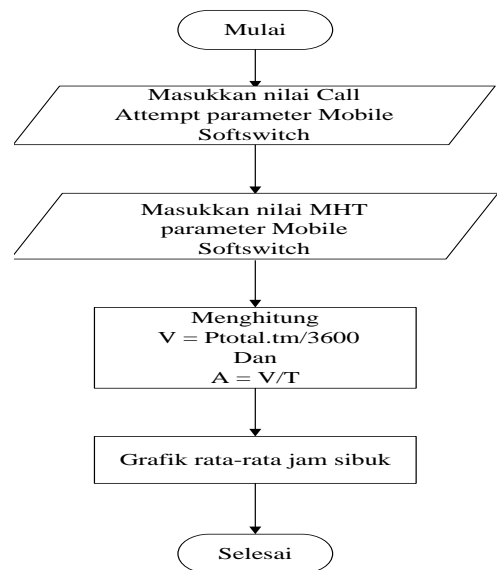 Mulai
Masukkan nilai Call
Attempt parameter Mobile
Softswitch
Masukkan nilai MHT
parameter Mobile
Softswitch
Menghitung
V = Ptotal.tm/3600
Dan
A = V/T
Grafik rata-rata jam sibuk
Selesai